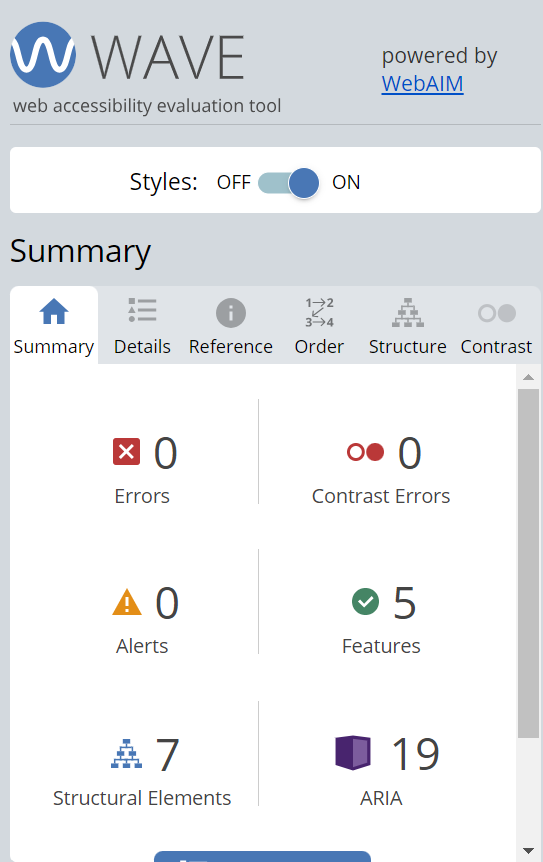 WAVE
powered by
WebAIM
web accessibility evaluation tool
Styles: OFF ON
Summary
1→2
3→4
Summary Details Reference Order Structure Contrast
0 0
Errors Contrast Errors
0 5
Alerts Features
7 19
Structural Elements ARIA